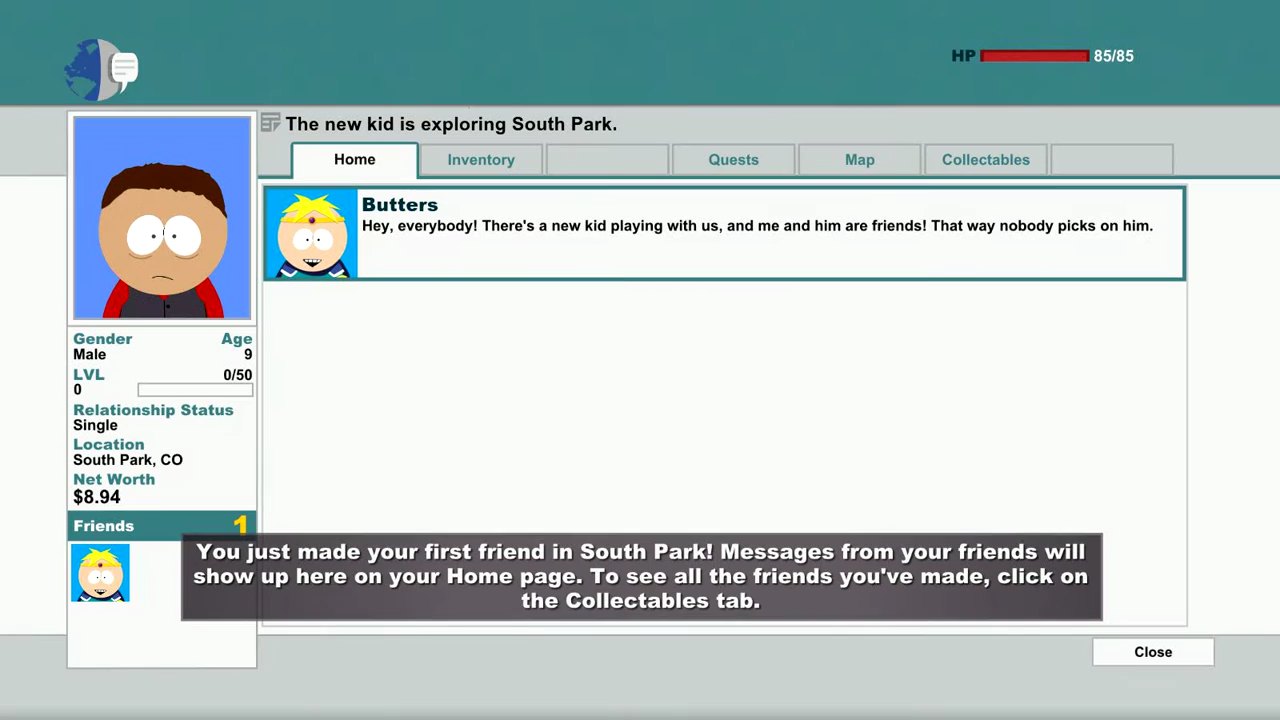 HP 85/85
The new kid is exploring South Park.
Home Inventory Quests Map Collectables
Butters
Hey, everybody! There's a new kid playing with us, and me and him are friends! That way nobody picks on him.
Gender Age
Male 9
LVL 0/50
0
Relationship Status
Single
Location
South Park, CO
Net Worth
$8.94
Friends 1
You just made your first friend in South Park! Messages from your friends will
show up here on your Home page. To see all the friends you've made, click on
the Collectables tab.
Close